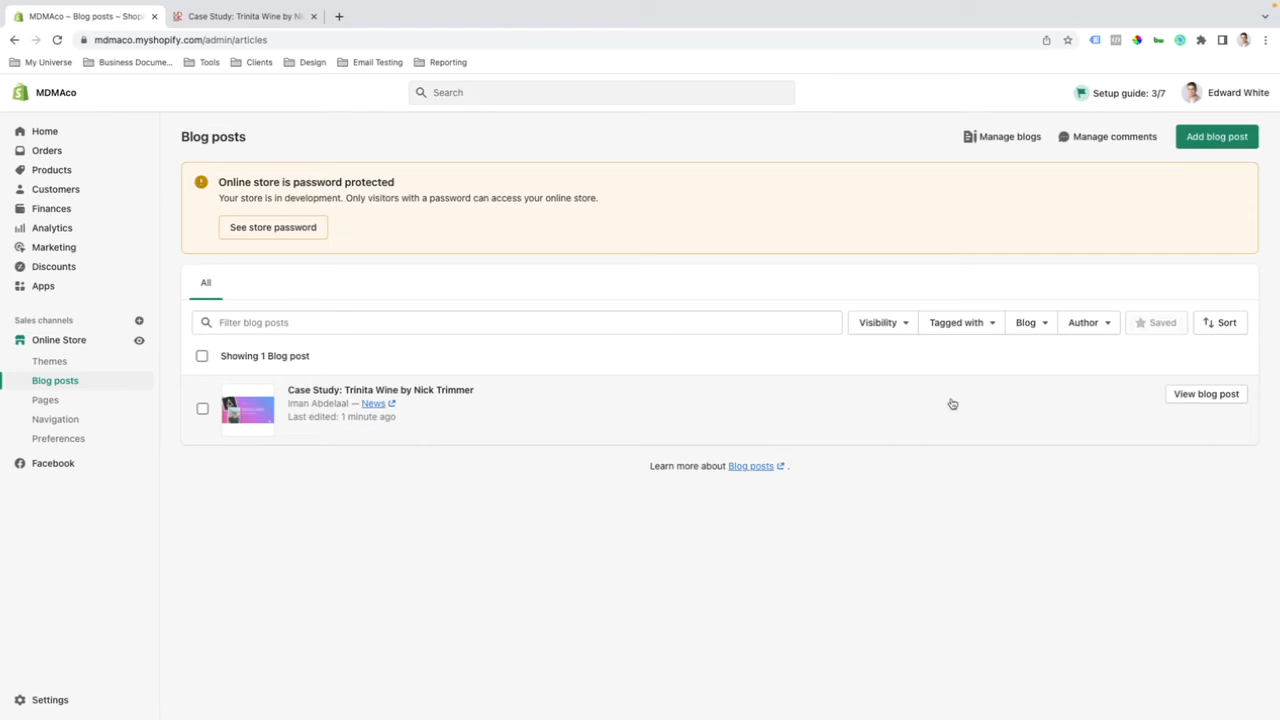 MDMAco ~ Blog posts ~ Shopi
Case Study: Trinita Wine by Ni
mdmaco.myshopify.com/admin/articles
My Universe
Business Docume...
Tools
Clients
Design
Email Testing
Reporting
MDMAco
Search
Setup guide: 3/7
Edward White
Home
Orders
Products
Customers
Finances
Analytics
Marketing
Discounts
Apps
Sales channels
Online Store
Themes
Blog posts
Pages
Navigation
Preferences
Facebook
Settings
Blog posts
Manage blogs
Manage comments
Add blog post
Online store is password protected
Your store is in development. Only visitors with a password can access your online store.
See store password
All
Filter blog posts
Visibility
Tagged with
Blog
Author
Saved
Sort
Showing 1 Blog post
Case Study: Trinita Wine by Nick Trimmer
Iman Abdelaal — News
Last edited: 1 minute ago
View blog post
Learn more about Blog posts .